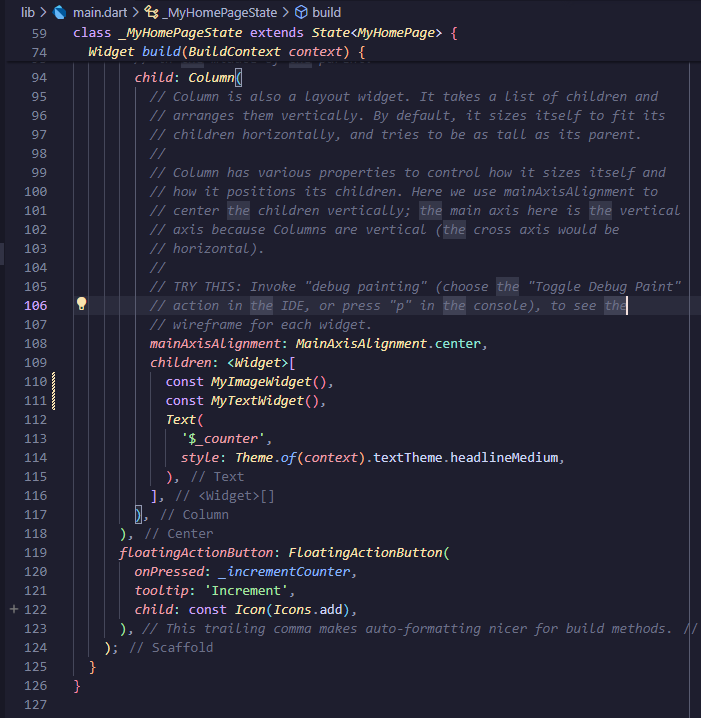 lib > main.dart > _MyHomePageState > build
59 class _MyHomePageState extends State<MyHomePage> {
74 Widget build(BuildContext context) {
94 child: Column(
95 // Column is also a layout widget. It takes a list of children and
96 // arranges them vertically. By default, it sizes itself to fit its
97 // children horizontally, and tries to be as tall as its parent.
98 //
99 // Column has various properties to control how it sizes itself and
100 // how it positions its children. Here we use mainAxisAlignment to
101 // center the children vertically; the main axis here is the vertical
102 // axis because Columns are vertical (the cross axis would be
103 // horizontal).
104 //
105 // TRY THIS: Invoke "debug painting" (choose the "Toggle Debug Paint"
106 // action in the IDE, or press "p" in the console), to see the
107 // wireframe for each widget.
108 mainAxisAlignment: MainAxisAlignment.center,
109 children: <Widget>[
110 const MyImageWidget(),
111 const MyTextWidget(),
112 Text(
113 '$_counter',
114 style: Theme.of(context).textTheme.headlineMedium,
115 ), // Text
116 ], // <Widget>[]
117 ), // Column
118 ), // Center
119 floatingActionButton: FloatingActionButton(
120 onPressed: _incrementCounter,
121 tooltip: 'Increment',
122 child: const Icon(Icons.add),
123 ), // This trailing comma makes auto-formatting nicer for build methods. //
124 ); // Scaffold
125 }
126 }
127